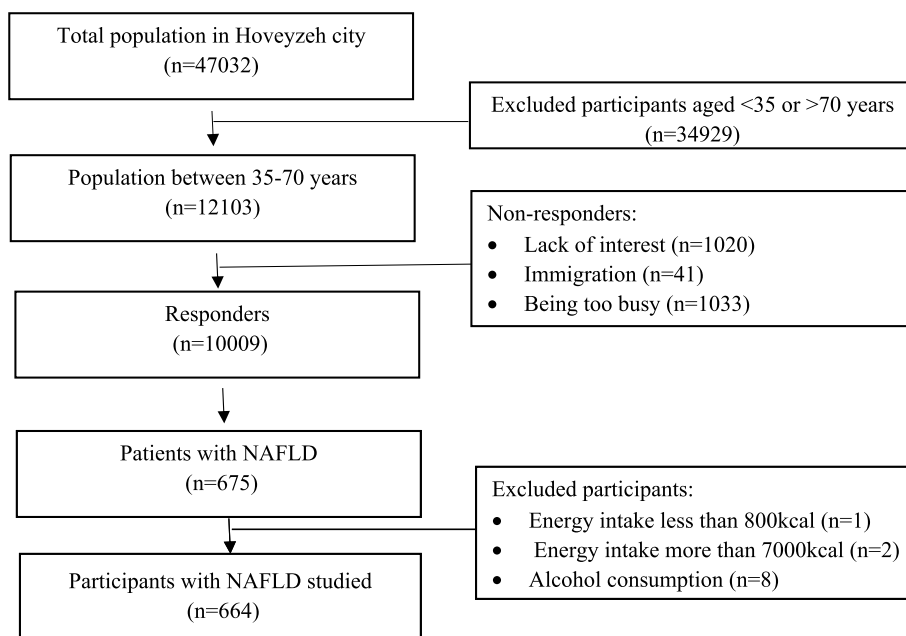 Total population in Hoveyzeh city
(n=47032)
Excluded participants aged <35 or >70 years
(n=34929)
Population between 35-70 years
(n=12103)
Non-responders:
• Lack of interest (n=1020)
• Immigration (n=41)
• Being too busy (n=1033)
Responders
(n=10009)
Patients with NAFLD
(n=675)
Excluded participants:
• Energy intake less than 800kcal (n=1)
• Energy intake more than 7000kcal (n=2)
• Alcohol consumption (n=8)
Participants with NAFLD studied
(n=664)